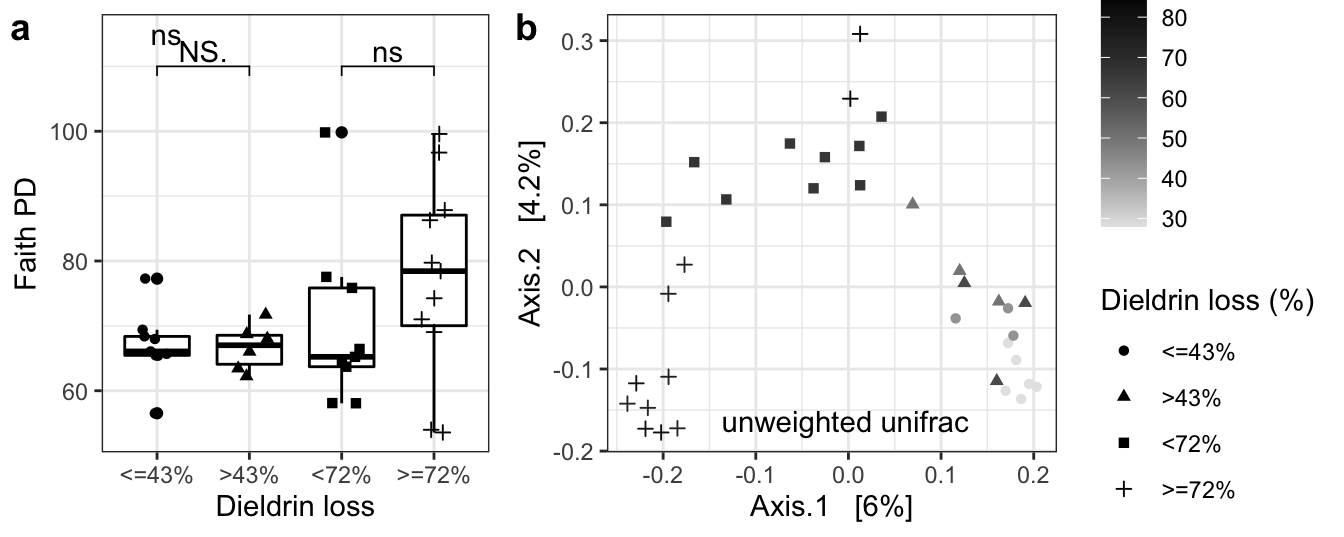 a
ns
NS.
ns
100
80
60
Faith PD
<=43% >43% <72% >=72%
Dieldrin loss
b
0.3
0.2
0.1
0.0
-0.1
-0.2
Axis.2 [4.2%]
unweighted unifrac
-0.2 -0.1 0.0 0.1 0.2
Axis.1 [6%]
80
70
60
50
40
30
Dieldrin loss (%)
<=43%
>43%
<72%
>=72%